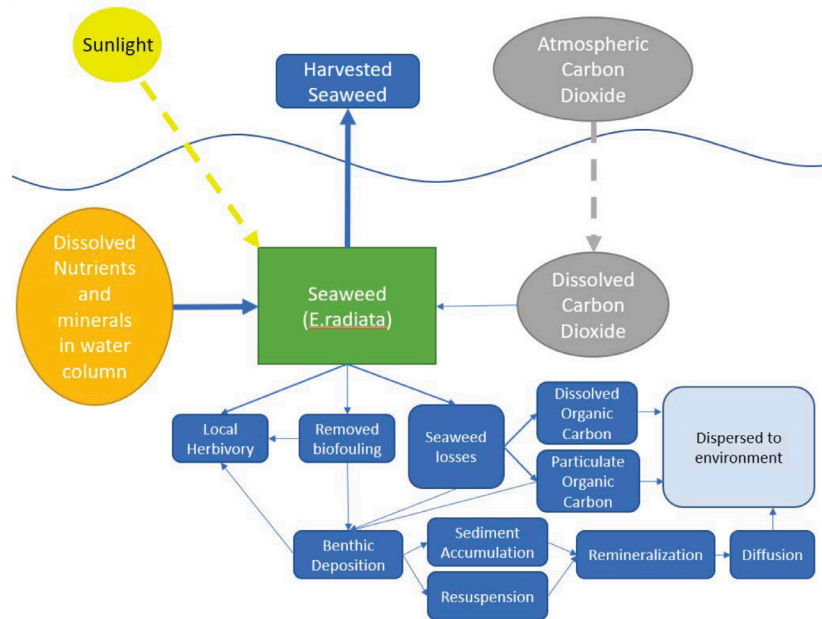 Sunlight
Harvested
Seaweed
Atmospheric
Carbon
Dioxide
Dissolved
Nutrients
and
minerals
in water
column
Seaweed
(E.radiata)
Dissolved
Carbon
Dioxide
Local
Herbivory
Removed
biofouling
Seaweed
losses
Dissolved
Organic
Carbon
Particulate
Organic
Carbon
Dispersed to
environment
Benthic
Deposition
Sediment
Accumulation
Resuspension
Remineralization
Diffusion